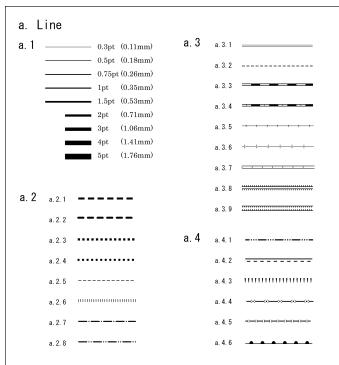 a. Line
a.1
0.3pt (0.11mm)
0.5pt (0.18mm)
0.75pt (0.26mm)
1pt (0.35mm)
1.5pt (0.53mm)
2pt (0.71mm)
3pt (1.06mm)
4pt (1.41mm)
5pt (1.76mm)
a.2
a.2.1
a.2.2
a.2.3
a.2.4
a.2.5
a.2.6
a.2.7
a.2.8
a.3
a.3.1
a.3.2
a.3.3
a.3.4
a.3.5
a.3.6
a.3.7
a.3.8
a.3.9
a.4
a.4.1
a.4.2
a.4.3
a.4.4
a.4.5
a.4.6